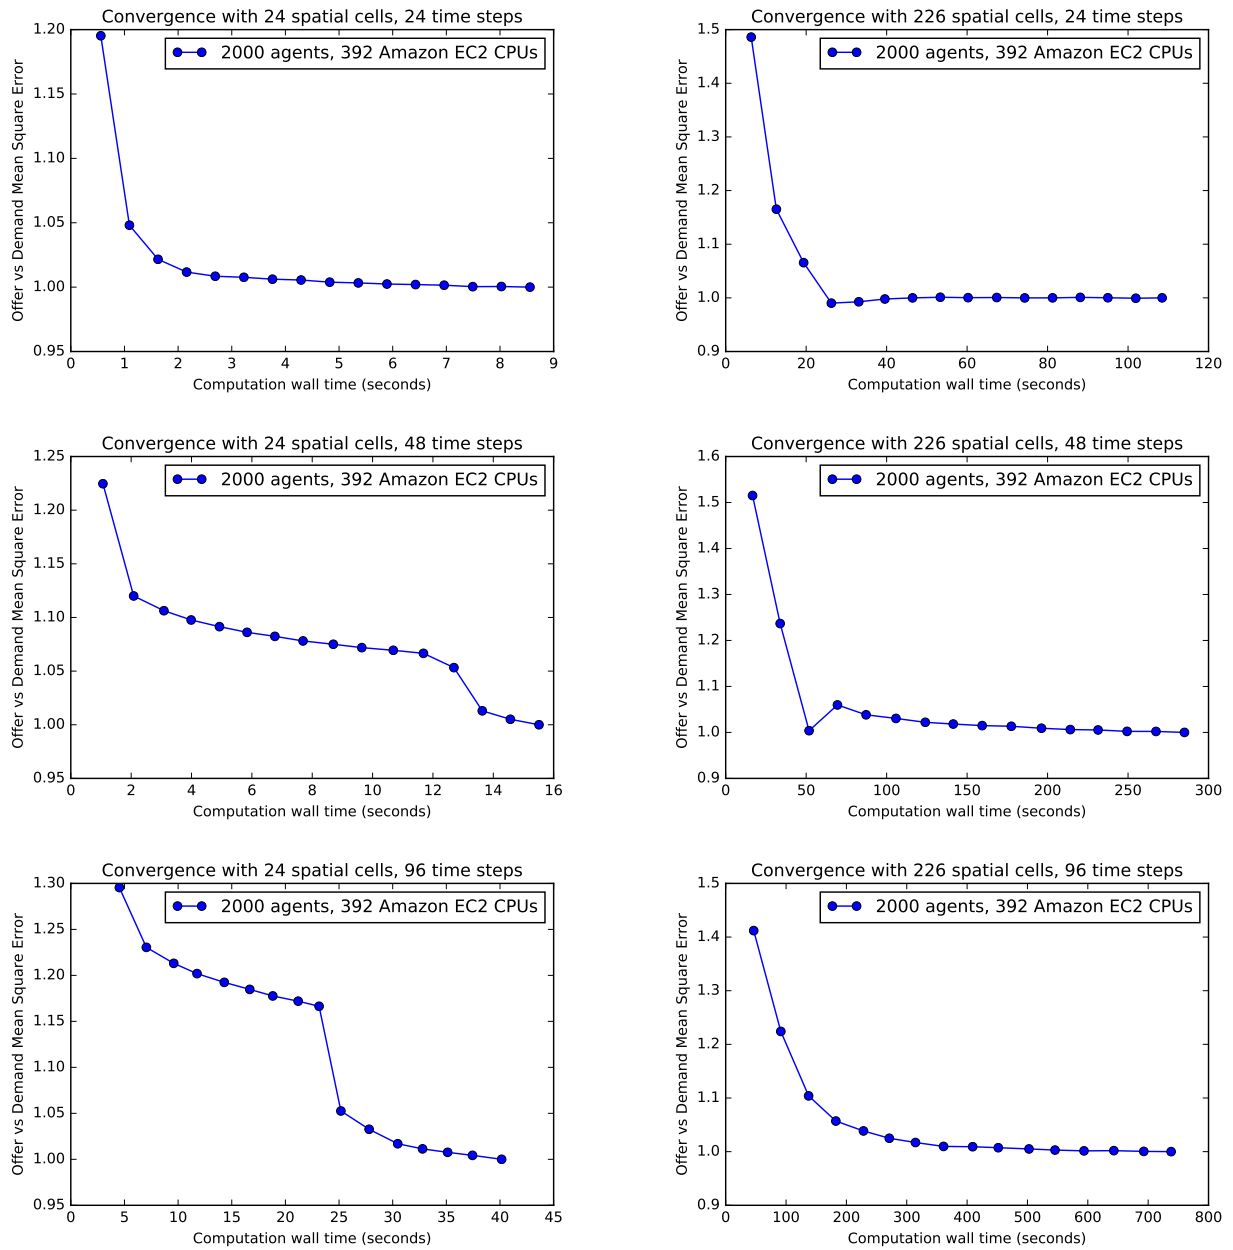 Convergence with 24 spatial cells, 24 time steps
2000 agents, 392 Amazon EC2 CPUs
Offer vs Demand Mean Square Error
1.20
1.15
1.10
1.05
1.00
0.95
0 1 2 3 4 5 6 7 8 9
Computation wall time (seconds)
Convergence with 226 spatial cells, 24 time steps
2000 agents, 392 Amazon EC2 CPUs
Offer vs Demand Mean Square Error
1.5
1.4
1.3
1.2
1.1
1.0
0.9
0 20 40 60 80 100 120
Computation wall time (seconds)
Convergence with 24 spatial cells, 48 time steps
2000 agents, 392 Amazon EC2 CPUs
Offer vs Demand Mean Square Error
1.25
1.20
1.15
1.10
1.05
1.00
0.95
0 2 4 6 8 10 12 14 16
Computation wall time (seconds)
Convergence with 226 spatial cells, 48 time steps
2000 agents, 392 Amazon EC2 CPUs
Offer vs Demand Mean Square Error
1.6
1.5
1.4
1.3
1.2
1.1
1.0
0.9
0 50 100 150 200 250 300
Computation wall time (seconds)
Convergence with 24 spatial cells, 96 time steps
2000 agents, 392 Amazon EC2 CPUs
Offer vs Demand Mean Square Error
1.30
1.25
1.20
1.15
1.10
1.05
1.00
0.95
0 5 10 15 20 25 30 35 40 45
Computation wall time (seconds)
Convergence with 226 spatial cells, 96 time steps
2000 agents, 392 Amazon EC2 CPUs
Offer vs Demand Mean Square Error
1.5
1.4
1.3
1.2
1.1
1.0
0.9
0 100 200 300 400 500 600 700 800
Computation wall time (seconds)